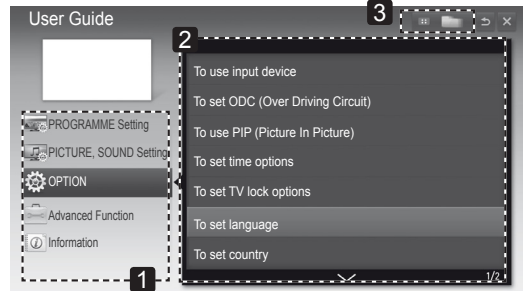 User Guide
3
2
To use input device
To set ODC (Over Driving Circuit)
PROGRAMME Setting
To use PIP (Picture In Picture)
PICTURE, SOUND Setting
To set time options
OPTION
To set TV lock options
Advanced Function
To set language
Information
To set country
1
1/2